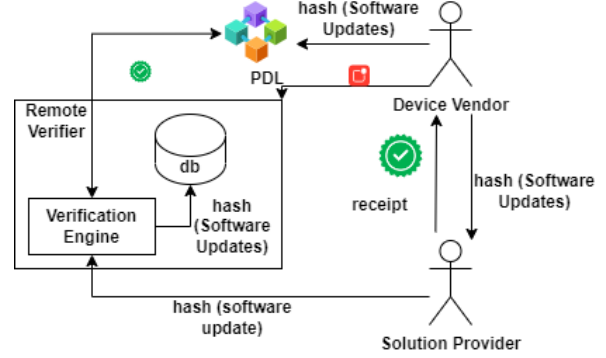 hash (Software
Updates)
PDL
Device Vendor
Remote
Verifier
db
hash
(Software
Updates)
Verification
Engine
receipt
hash (Software
Updates)
hash (software
update)
Solution Provider